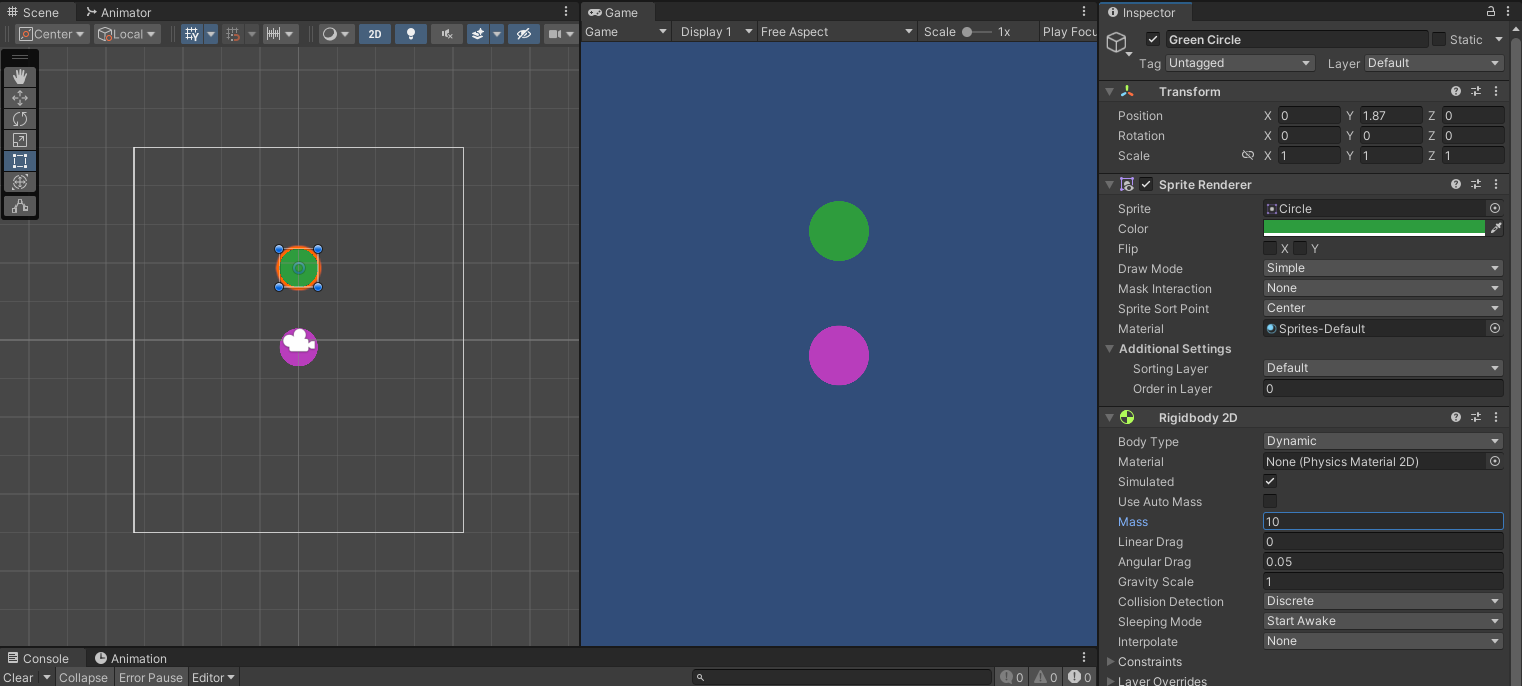 Scene Animator
Center Local 2D
Game
Game Display 1 Free Aspect Scale 1x Play Focu
Inspector
Green Circle Static
Tag Untagged Layer Default
Transform
Position X 0 Y 1.87 Z 0
Rotation X 0 Y 0 Z 0
Scale X 1 Y 1 Z 1
Sprite Renderer
Sprite Circle
Color
Flip X Y
Draw Mode Simple
Mask Interaction None
Sprite Sort Point Center
Material Sprites-Default
Additional Settings
Sorting Layer Default
Order in Layer 0
Rigidbody 2D
Body Type Dynamic
Material None (Physics Material 2D)
Simulated
Use Auto Mass
Mass 10
Linear Drag 0
Angular Drag 0.05
Gravity Scale 1
Collision Detection Discrete
Sleeping Mode Start Awake
Interpolate None
Constraints
Layer Overrides
Console Animation
Clear Collapse Error Pause Editor 0 0 0